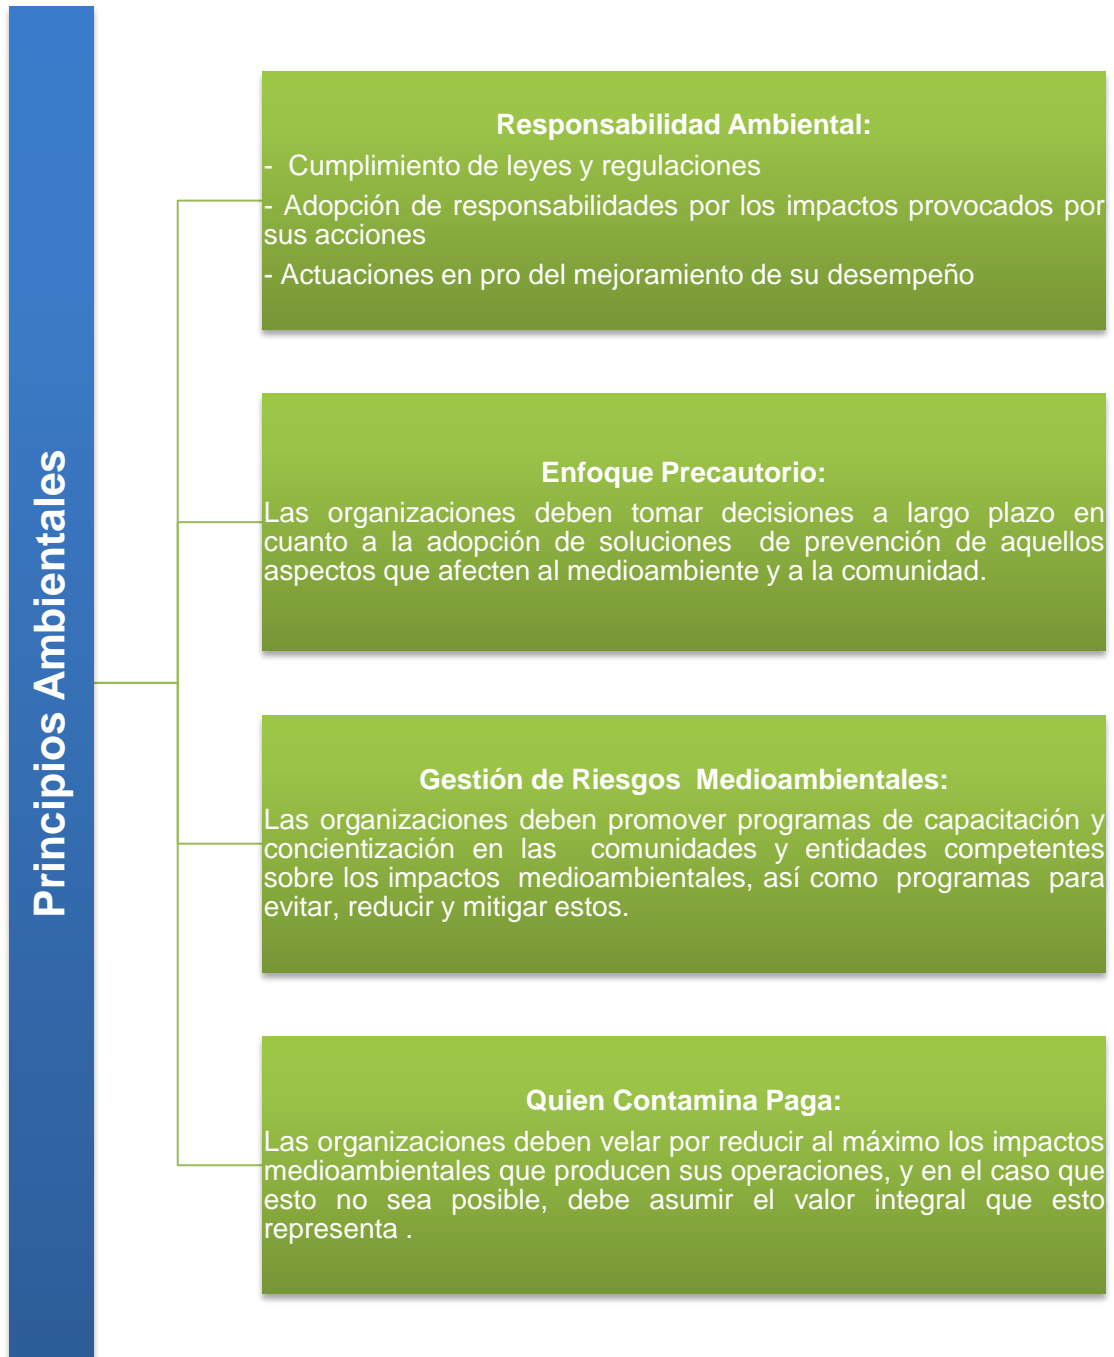 Principios Ambientales
Responsabilidad Ambiental:
- Cumplimiento de leyes y regulaciones
- Adopción de responsabilidades por los impactos provocados por
sus acciones
- Actuaciones en pro del mejoramiento de su desempeño
Enfoque Precautorio:
Las organizaciones deben tomar decisiones a largo plazo en
cuanto a la adopción de soluciones de prevención de aquellos
aspectos que afecten al medioambiente y a la comunidad.
Gestión de Riesgos Medioambientales:
Las organizaciones deben promover programas de capacitación y
concientización en las comunidades y entidades competentes
sobre los impactos medioambientales, así como programas para
evitar, reducir y mitigar estos.
Quien Contamina Paga:
Las organizaciones deben velar por reducir al máximo los impactos
medioambientales que producen sus operaciones, y en el caso que
esto no sea posible, debe asumir el valor integral que esto
representa .